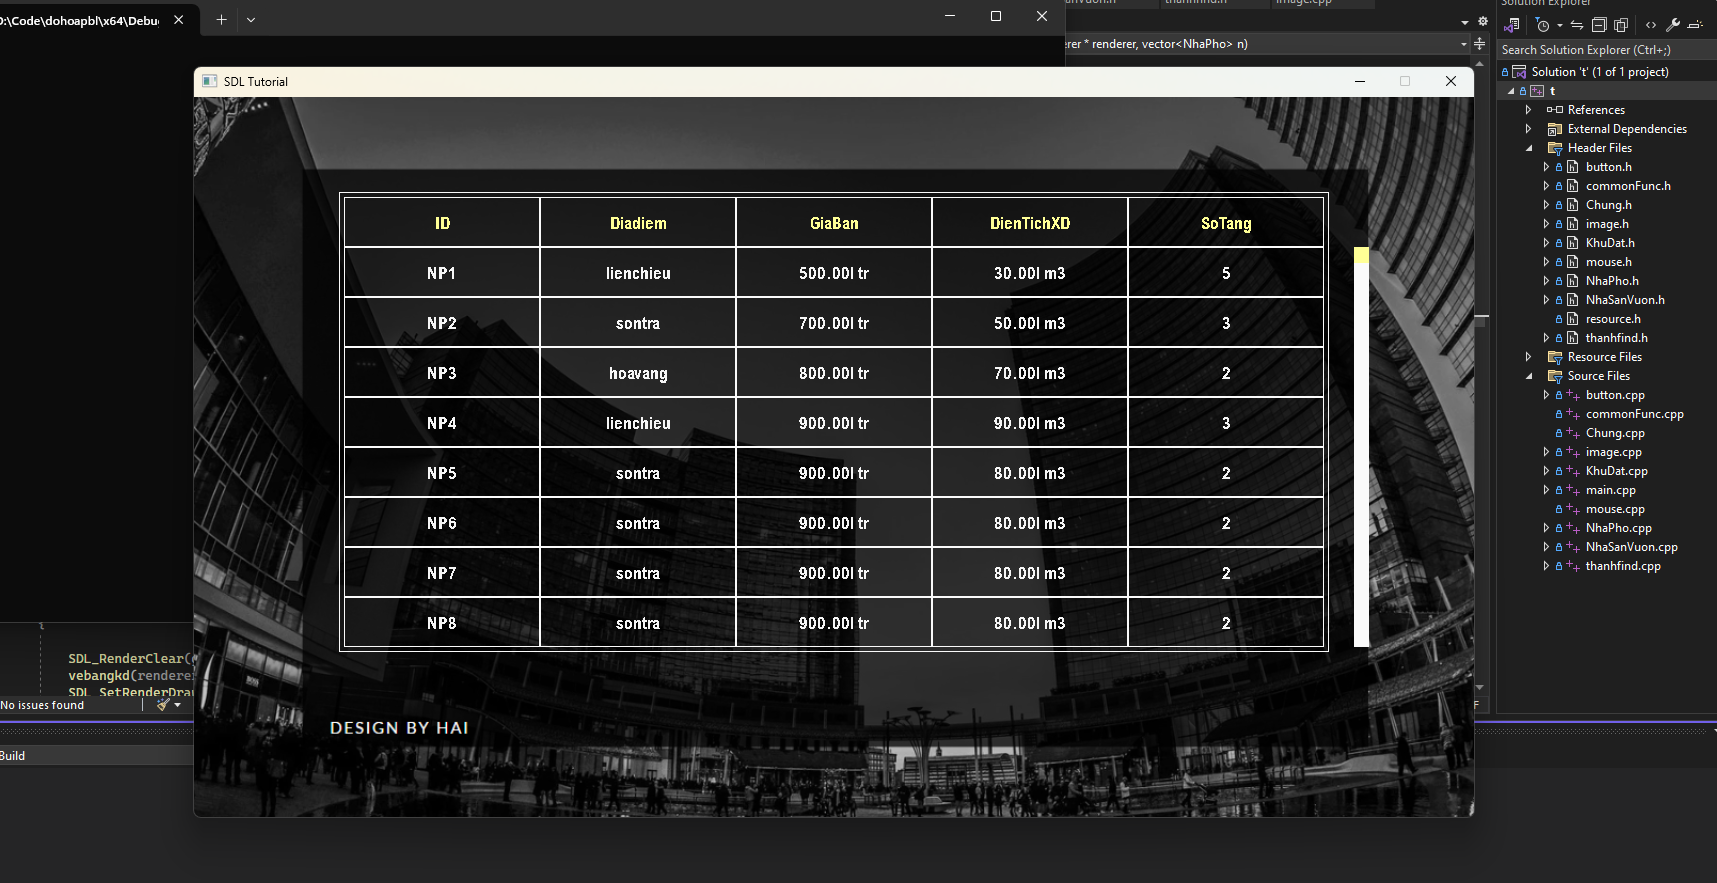 D:\Code\dohoapbl\x64\Debu
thanhfind.h
image.cpp
Solution Explorer
rer * renderer, vector<NhaPho> n)
Search Solution Explorer (Ctrl+;)
SDL Tutorial
Solution 't' (1 of 1 project)
t
References
External Dependencies
Header Files
button.h
commonFunc.h
Chung.h
image.h
KhuDat.h
mouse.h
NhaPho.h
NhaSanVuon.h
resource.h
thanhfind.h
Resource Files
Source Files
button.cpp
commonFunc.cpp
Chung.cpp
image.cpp
KhuDat.cpp
main.cpp
mouse.cpp
NhaPho.cpp
NhaSanVuon.cpp
thanhfind.cpp
ID Diadiem GiaBan DienTichXD SoTang
NP1 lienchieu 500.00l tr 30.00l m3 5
NP2 sontra 700.00l tr 50.00l m3 3
NP3 hoavang 800.00l tr 70.00l m3 2
NP4 lienchieu 900.00l tr 90.00l m3 3
NP5 sontra 900.00l tr 80.00l m3 2
NP6 sontra 900.00l tr 80.00l m3 2
NP7 sontra 900.00l tr 80.00l m3 2
NP8 sontra 900.00l tr 80.00l m3 2
DESIGN BY HAI
{
SDL_RenderClear(
vebangkd(rendere
SDL_SetRenderDra
No issues found
Build